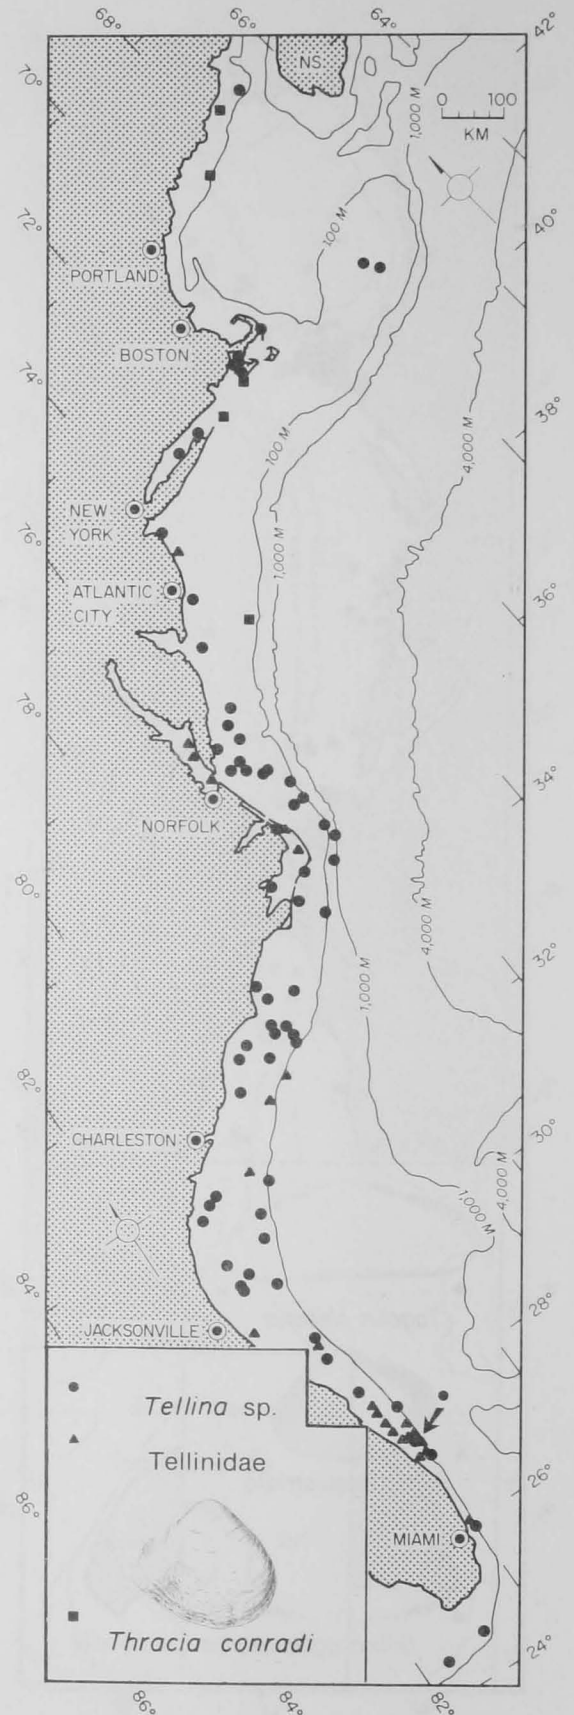 68°
66°
64°
42°
70°
NS
1,000 M
0 100
KM
72°
100 M
40°
PORTLAND
BOSTON
74°
38°
100 M
4,000 M
NEW
YORK
76°
1,000 M
ATLANTIC
CITY
36°
78°
34°
NORFOLK
80°
4,000 M
32°
1,000 M
82°
30°
CHARLESTON
4,000 M
1,000 M
84°
28°
JACKSONVILLE
Tellina sp.
Tellinidae
26°
86°
MIAMI
Thracia conradi
24°
86°
84°
82°